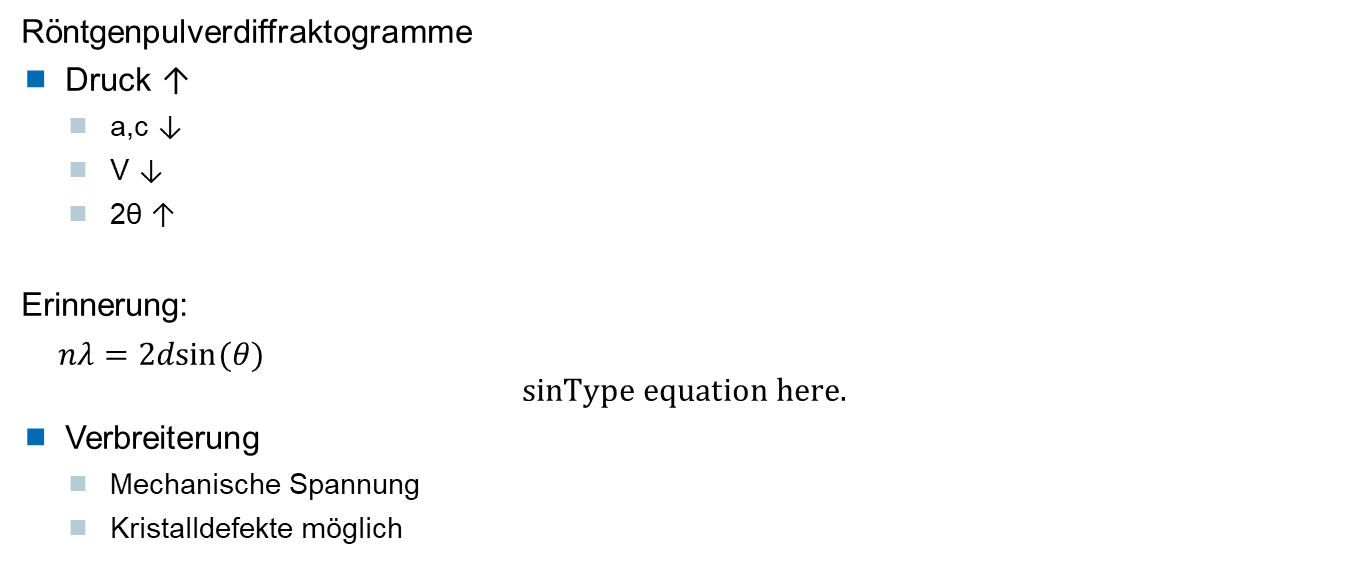 Röntgenpulverdiffraktogramme
Druck ↑
a,c ↓
V ↓
2θ ↑
Erinnerung:
nλ = 2dsin(θ)
sinType equation here.
Verbreiterung
Mechanische Spannung
Kristalldefekte möglich